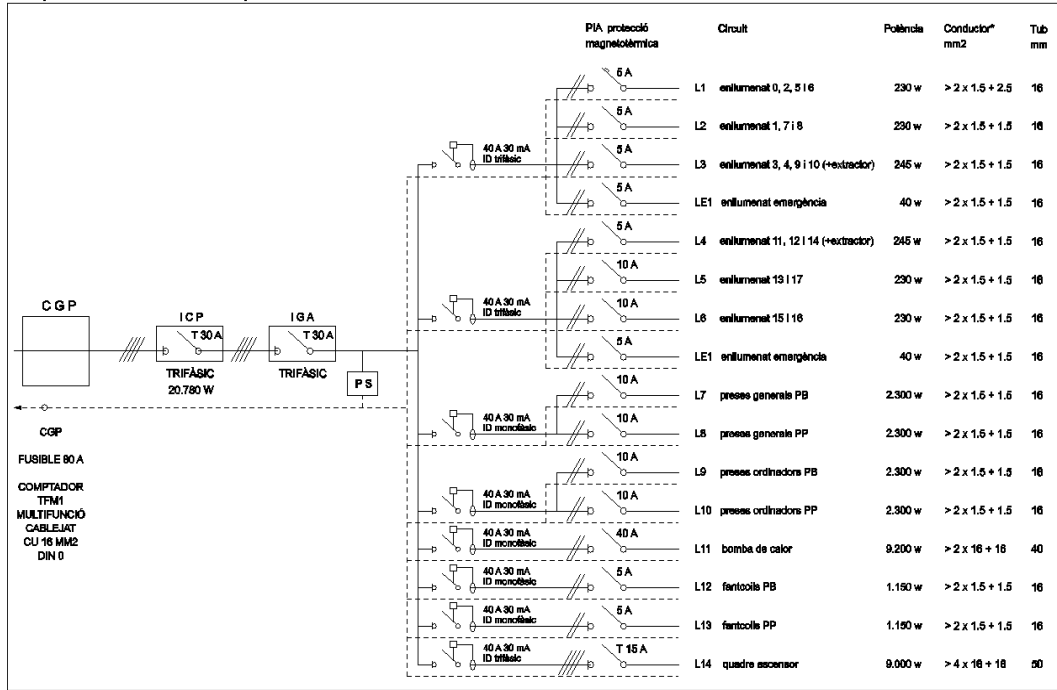 PIA protecció
magnetotèrmica
Circuit
Potència
Conductor*
mm2
Tub
mm
5 A
L1 enllumenat 0, 2, 5 i 6 230 w > 2 x 1.5 + 2.5 16
5 A
L2 enllumenat 1, 7 i 8 230 w > 2 x 1.5 + 1.5 16
40 A 30 mA
ID trifàsic
5 A
L3 enllumenat 3, 4, 9 i 10 (+extractor) 245 w > 2 x 1.5 + 1.5 16
5 A
LE1 enllumenat emergència 40 w > 2 x 1.5 + 1.5 16
5 A
L4 enllumenat 11, 12 i 14 (+extractor) 245 w > 2 x 1.5 + 1.5 16
10 A
L5 enllumenat 13 i 17 230 w > 2 x 1.5 + 1.5 16
40 A 30 mA
ID trifàsic
10 A
L6 enllumenat 15 i 16 230 w > 2 x 1.5 + 1.5 16
5 A
LE1 enllumenat emergència 40 w > 2 x 1.5 + 1.5 16
CGP
ICP
T 30 A
TRIFÀSIC
20.780 W
IGA
T 30 A
TRIFÀSIC
PS
10 A
L7 preses generals PB 2.300 w > 2 x 1.5 + 1.5 16
40 A 30 mA
ID monofàsic
10 A
L8 preses generals PP 2.300 w > 2 x 1.5 + 1.5 16
10 A
L9 preses ordinadors PB 2.300 w > 2 x 1.5 + 1.5 16
40 A 30 mA
ID monofàsic
10 A
L10 preses ordinadors PP 2.300 w > 2 x 1.5 + 1.5 16
40 A 30 mA
ID monofàsic
40 A
L11 bomba de calor 9.200 w > 2 x 16 + 16 40
40 A 30 mA
ID monofàsic
5 A
L12 fantcoils PB 1.150 w > 2 x 1.5 + 1.5 16
40 A 30 mA
ID monofàsic
5 A
L13 fantcoils PP 1.150 w > 2 x 1.5 + 1.5 16
40 A 30 mA
ID trifàsic
T 15 A
L14 quadre ascensor 9.000 w > 4 x 16 + 16 50
CGP
FUSIBLE 80 A
COMPTADOR
TFM1
MULTIFUNCIÓ
CABLEJAT
CU 16 MM2
DIN 0